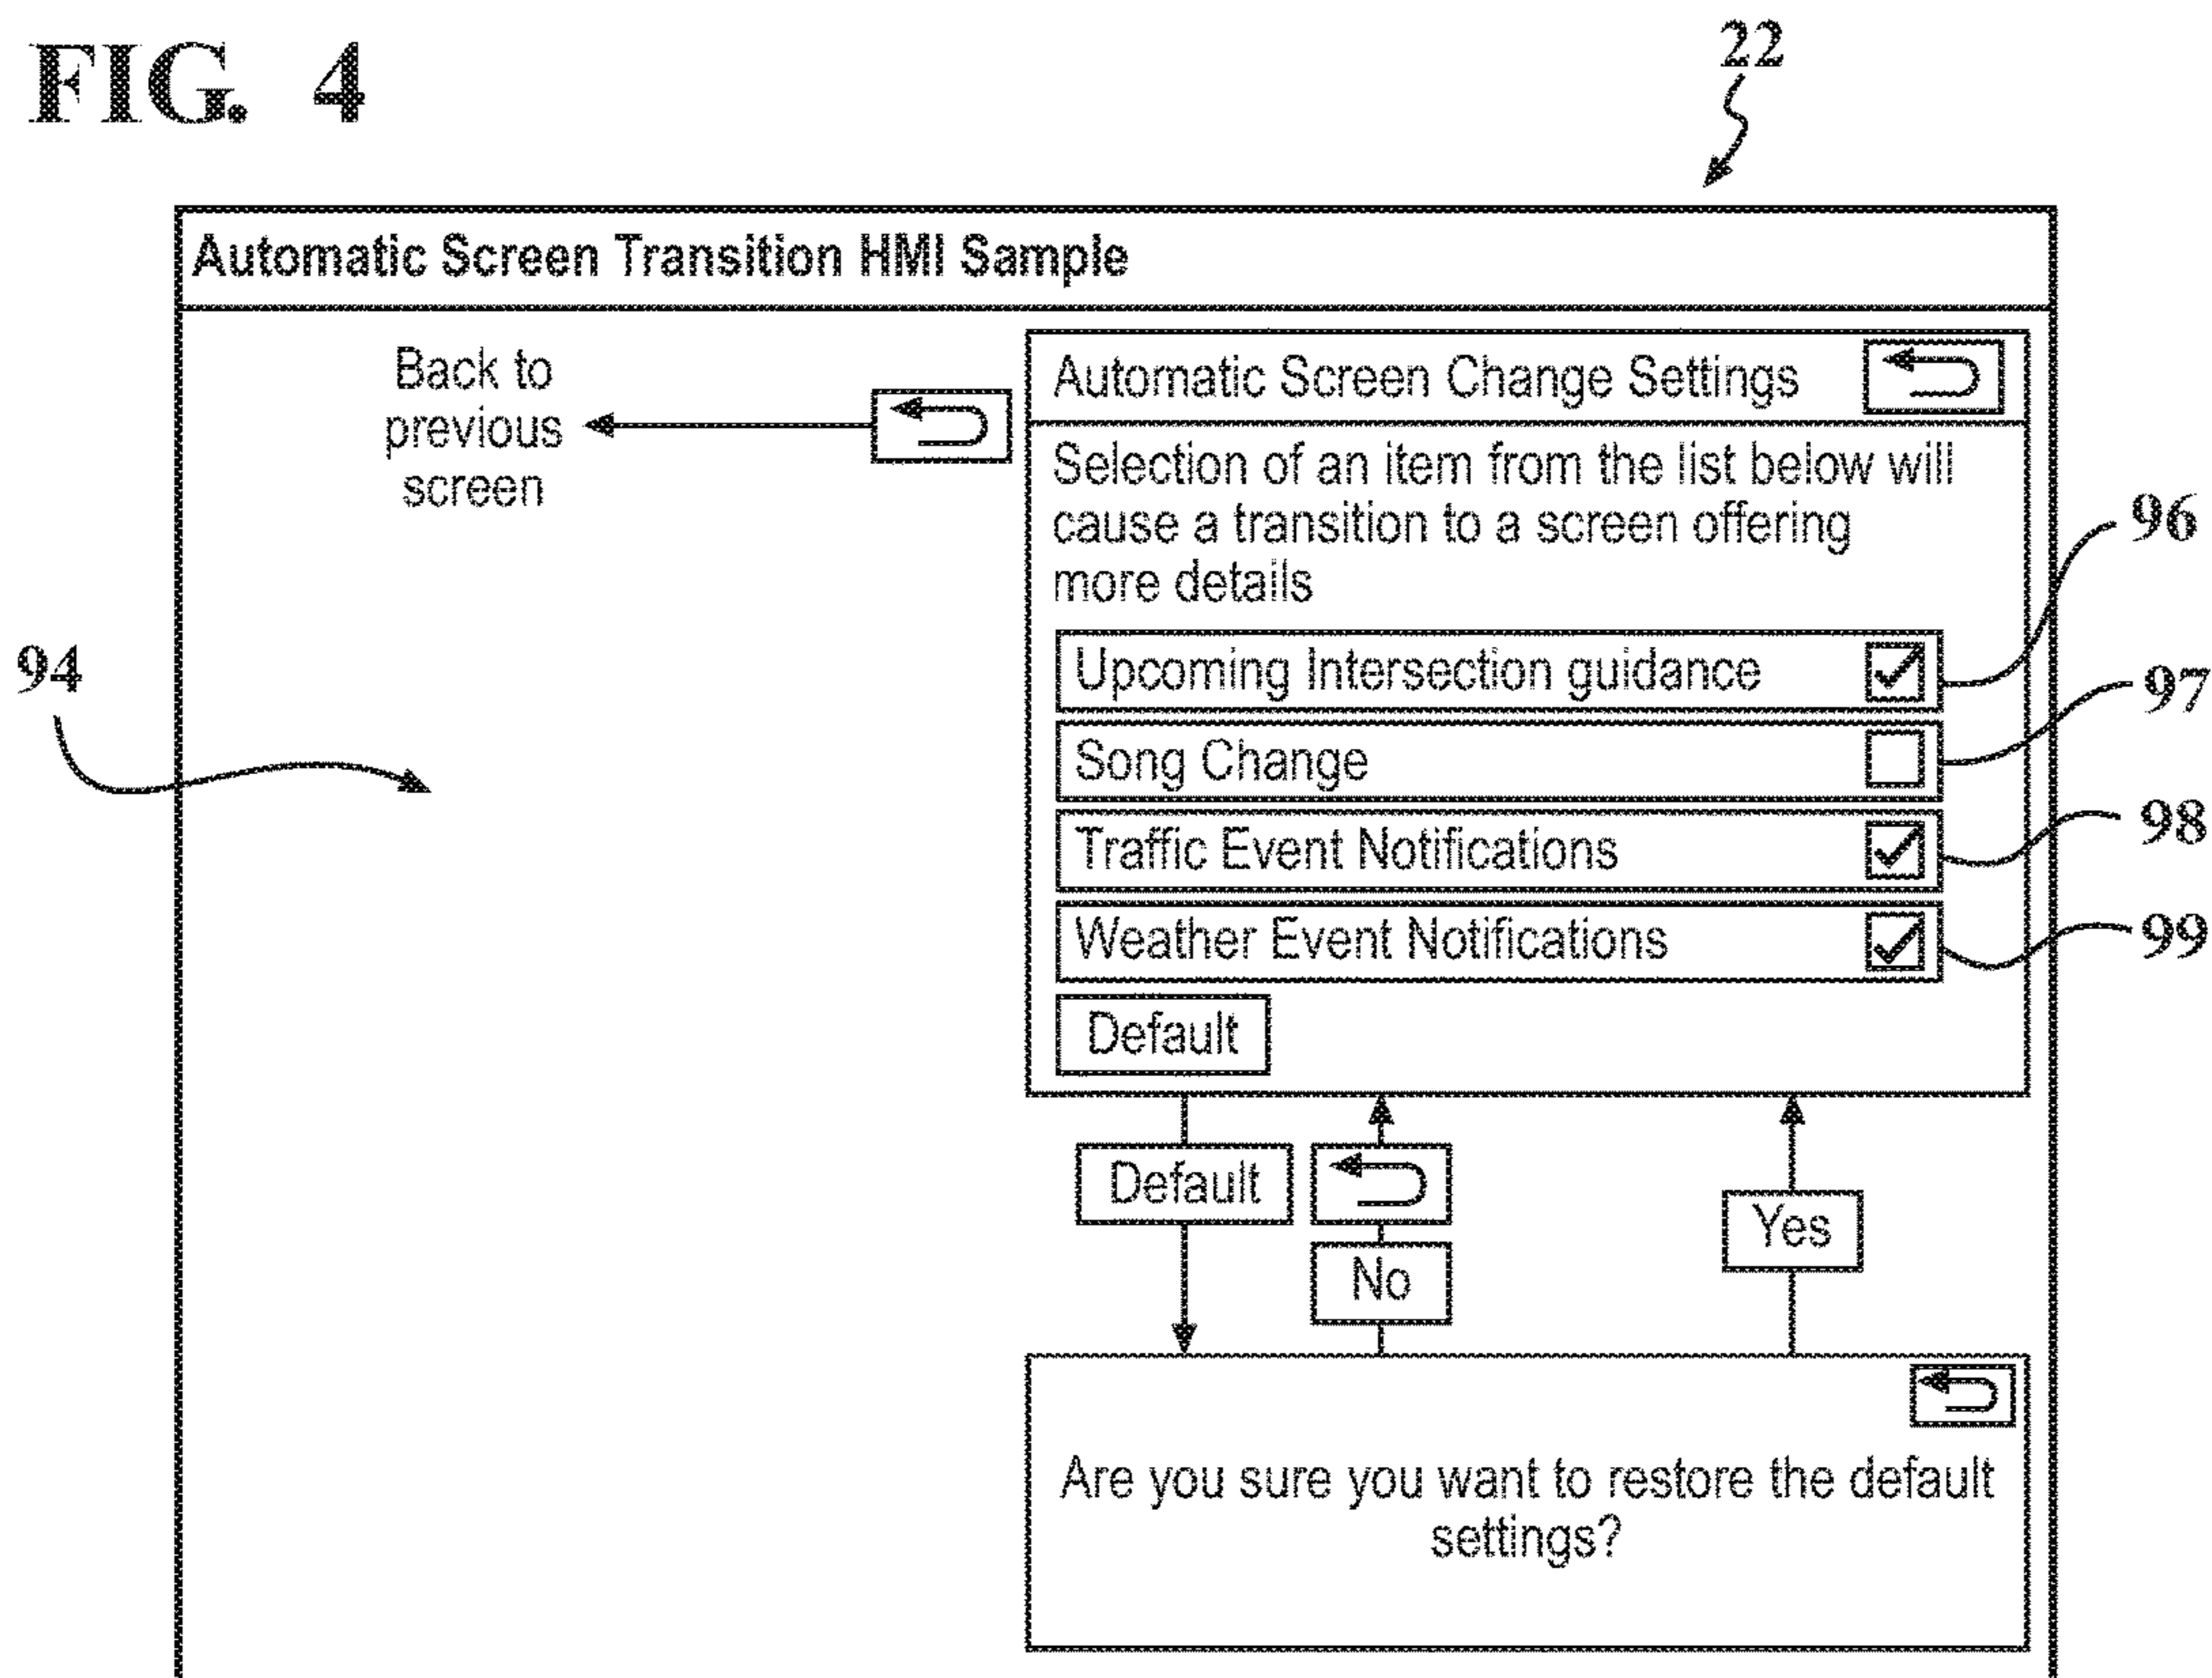 FIG. 4
22
Automatic Screen Transition HMI Sample
Back to
previous
screen
Automatic Screen Change Settings
Selection of an item from the list below will
cause a transition to a screen offering
more details
96
Upcoming Intersection guidance
94
97
Song Change
98
Traffic Event Notifications
99
Weather Event Notifications
Default
Default
Yes
No
Are you sure you want to restore the default
settings?